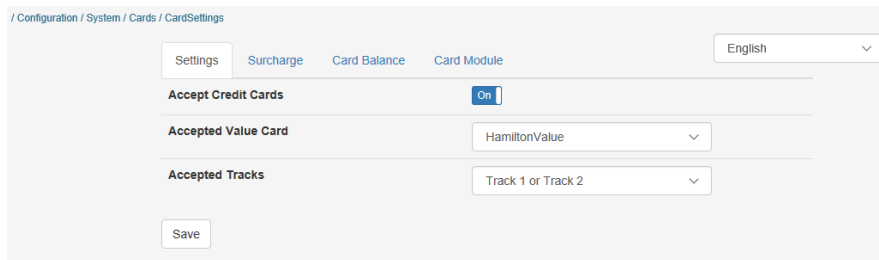 / Configuration / System / Cards / CardSettings
English
Settings Surcharge Card Balance Card Module
Accept Credit Cards On
Accepted Value Card HamiltonValue
Accepted Tracks Track 1 or Track 2
Save